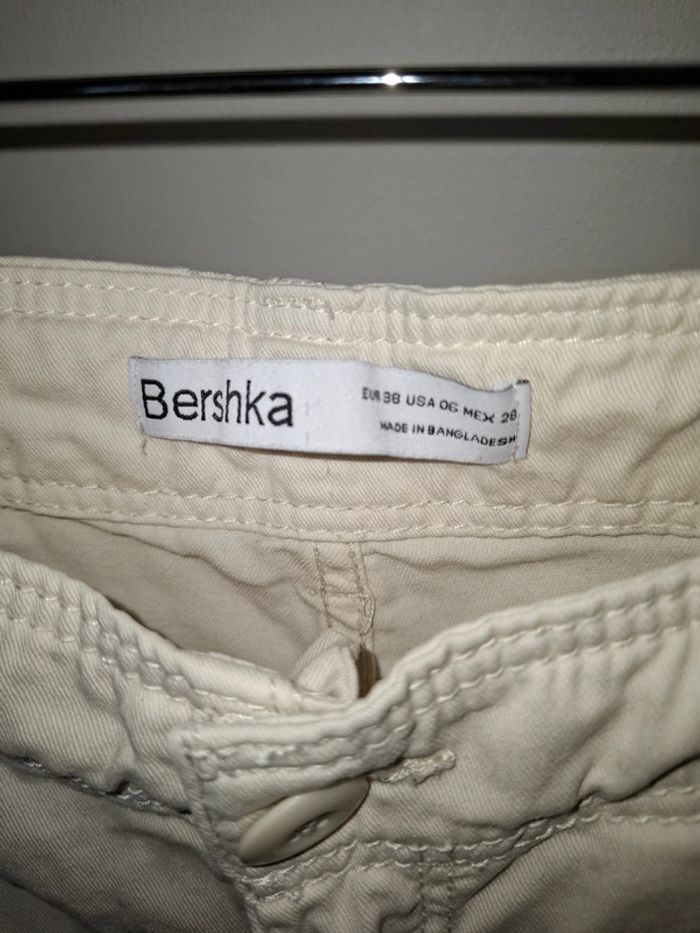 Bershka
EUR 38 USA 06 MEX 28
MADE IN BANGLADESH